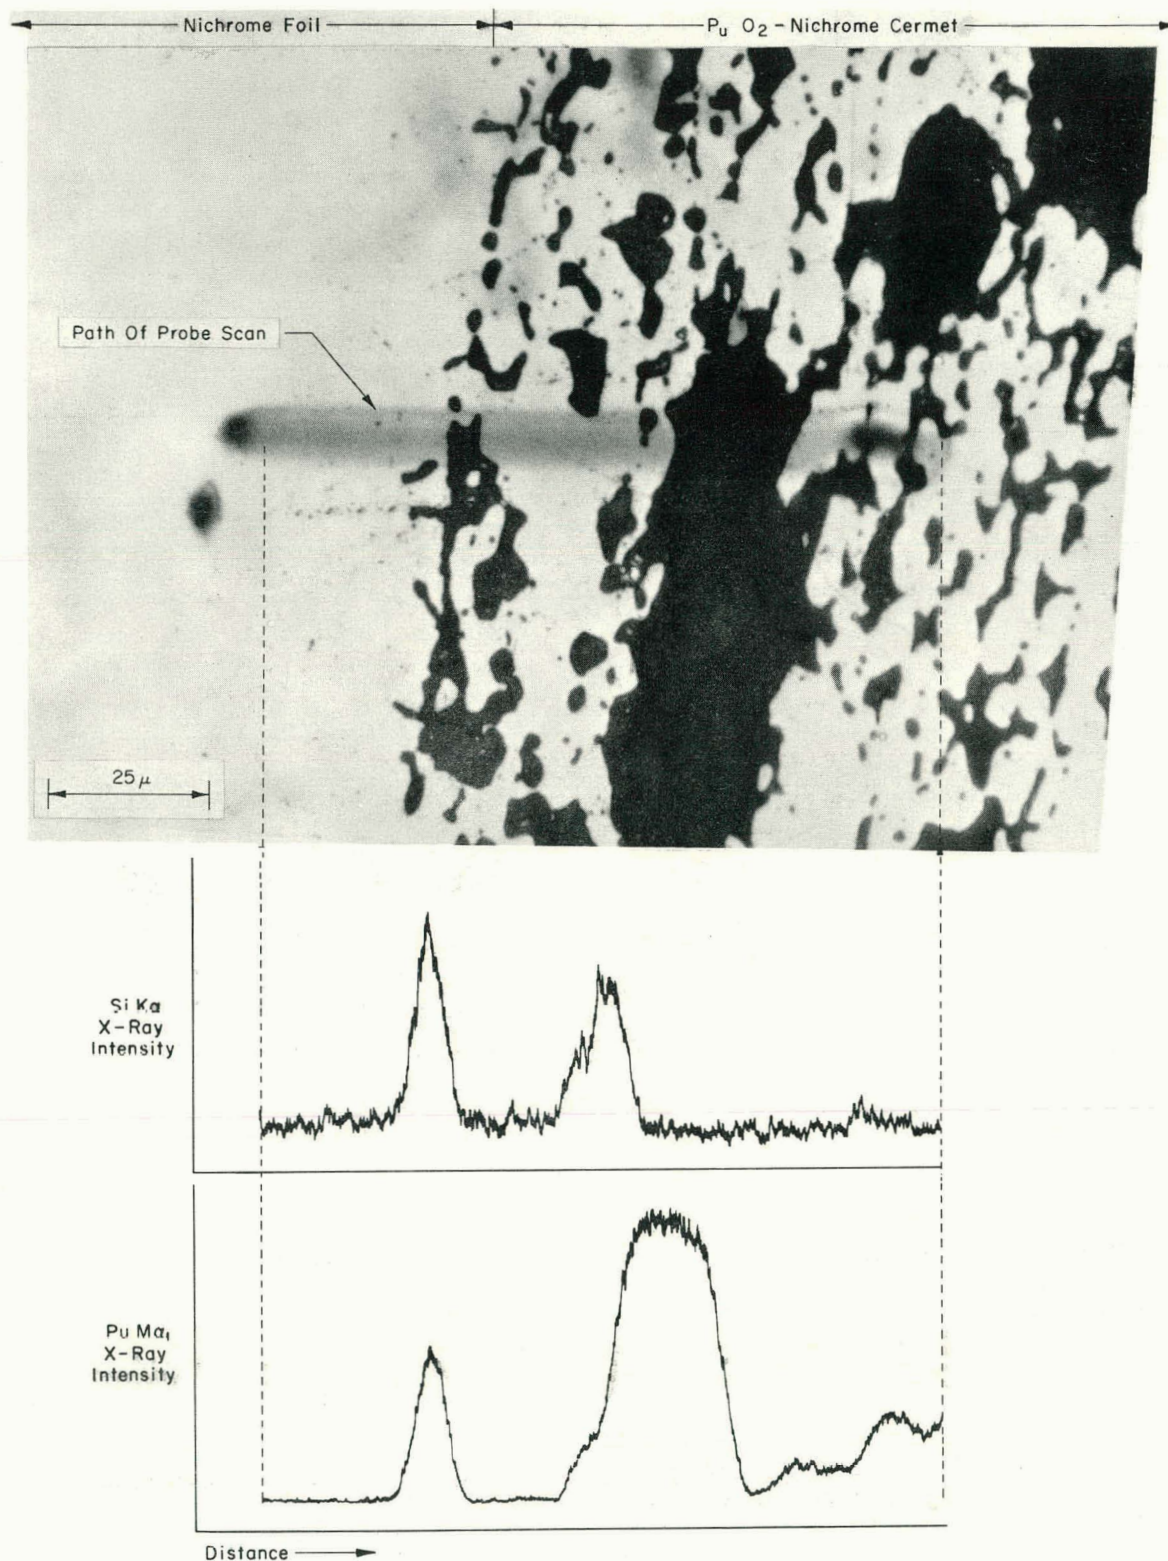 Nichrome Foil
Pu O2 - Nichrome Cermet
Path Of Probe Scan
25 μ
Si Kα
X-Ray
Intensity
Pu Mα1
X-Ray
Intensity
Distance